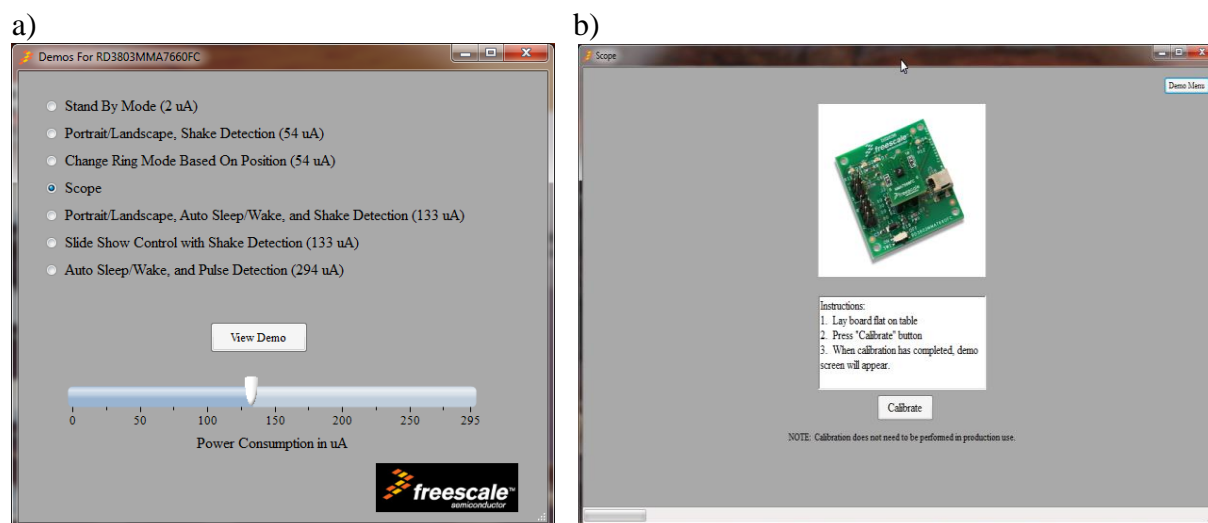 a)
Demos For RD3803MMA7660FC
Stand By Mode (2 uA)
Portrait/Landscape, Shake Detection (54 uA)
Change Ring Mode Based On Position (54 uA)
Scope
Portrait/Landscape, Auto Sleep/Wake, and Shake Detection (133 uA)
Slide Show Control with Shake Detection (133 uA)
Auto Sleep/Wake, and Pulse Detection (294 uA)
View Demo
0 50 100 150 200 250 295
Power Consumption in uA
freescale™
semiconductor
b)
Scope
Demo Menu
freescale
semiconductor
MMA7660FC
freescale
RD3803MMA7660FC
Instructions:
1. Lay board flat on table
2. Press "Calibrate" button
3. When calibration has completed, demo
screen will appear.
Calibrate
NOTE: Calibration does not need to be performed in production use.